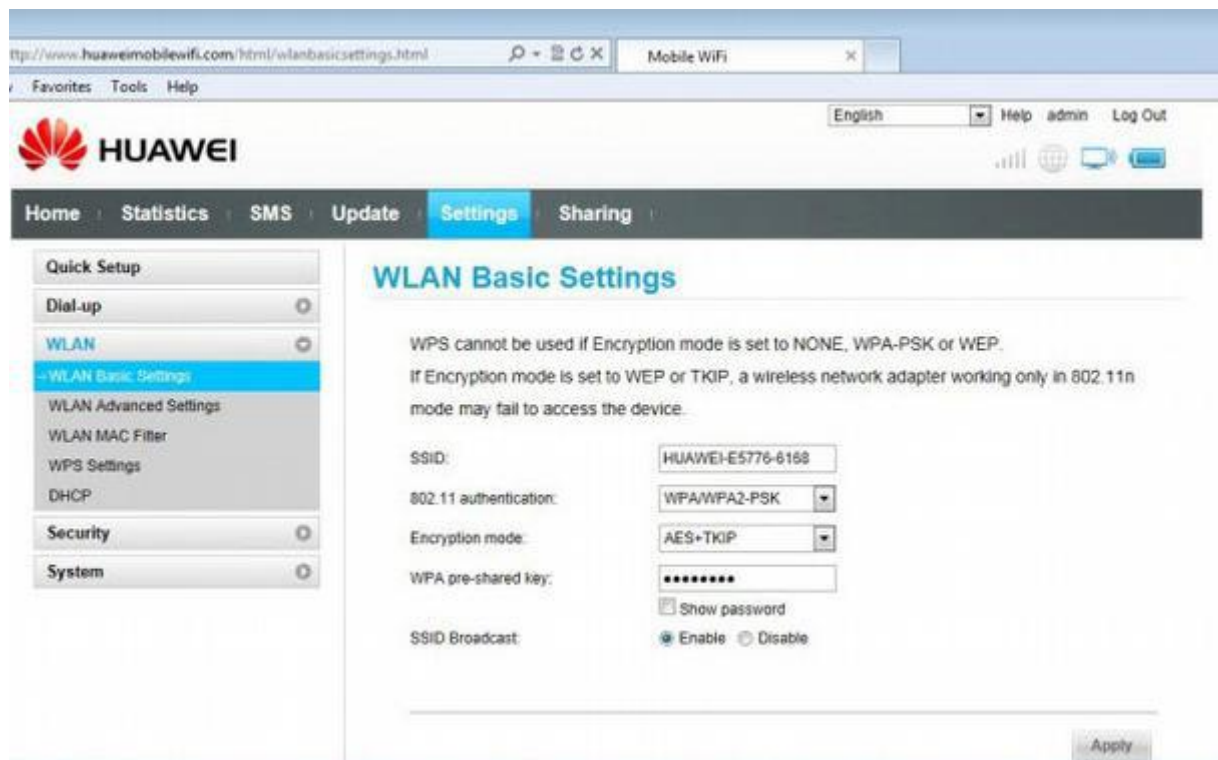 ttp://www.huaweimobilewifi.com/html/wlanbasicsettings.html
Mobile WiFi
Favorites Tools Help
English Help admin Log Out
HUAWEI
Home Statistics SMS Update Settings Sharing
Quick Setup
Dial-up
WLAN
WLAN Basic Settings
WLAN Advanced Settings
WLAN MAC Filter
WPS Settings
DHCP
Security
System
WLAN Basic Settings
WPS cannot be used if Encryption mode is set to NONE, WPA-PSK or WEP.
If Encryption mode is set to WEP or TKIP, a wireless network adapter working only in 802.11n
mode may fail to access the device.
SSID: HUAWEI-E5776-6168
802.11 authentication: WPA/WPA2-PSK
Encryption mode: AES+TKIP
WPA pre-shared key: ••••••••
Show password
SSID Broadcast: Enable Disable
Apply